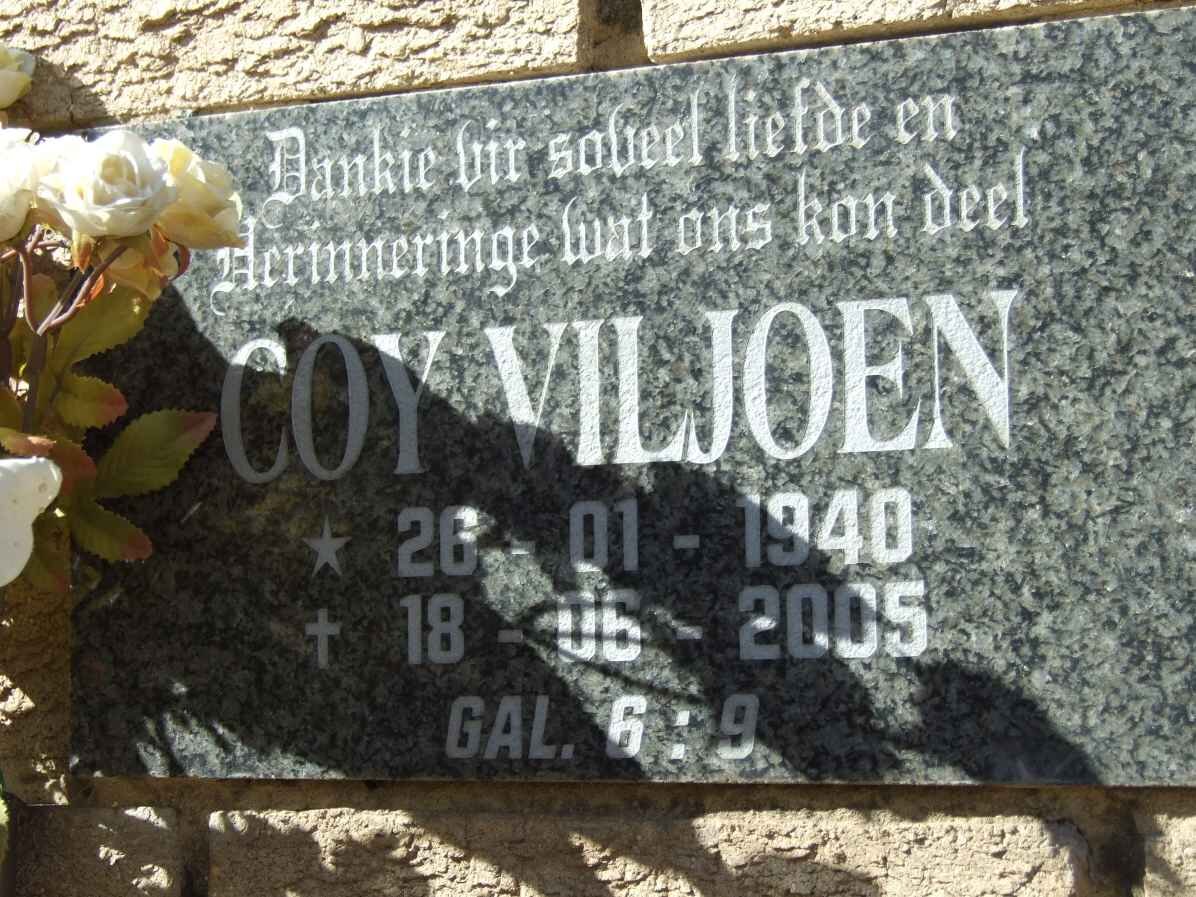 Dankie vir soveel liefde en
Herinneringe wat ons kon deel
COY VILJOEN
★ 26 - 01 - 1940
✝ 18 - 06 - 2005
GAL. 6 : 9